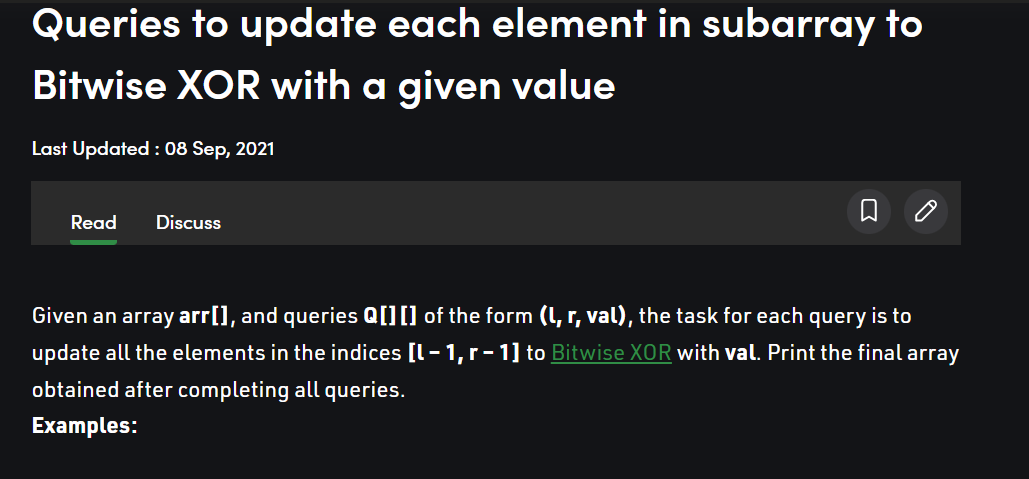 Queries to update each element in subarray to
Bitwise XOR with a given value
Last Updated : 08 Sep, 2021
Read Discuss
Given an array arr[], and queries Q[][] of the form (l, r, val), the task for each query is to
update all the elements in the indices [l – 1, r – 1] to Bitwise XOR with val. Print the final array
obtained after completing all queries.
Examples: